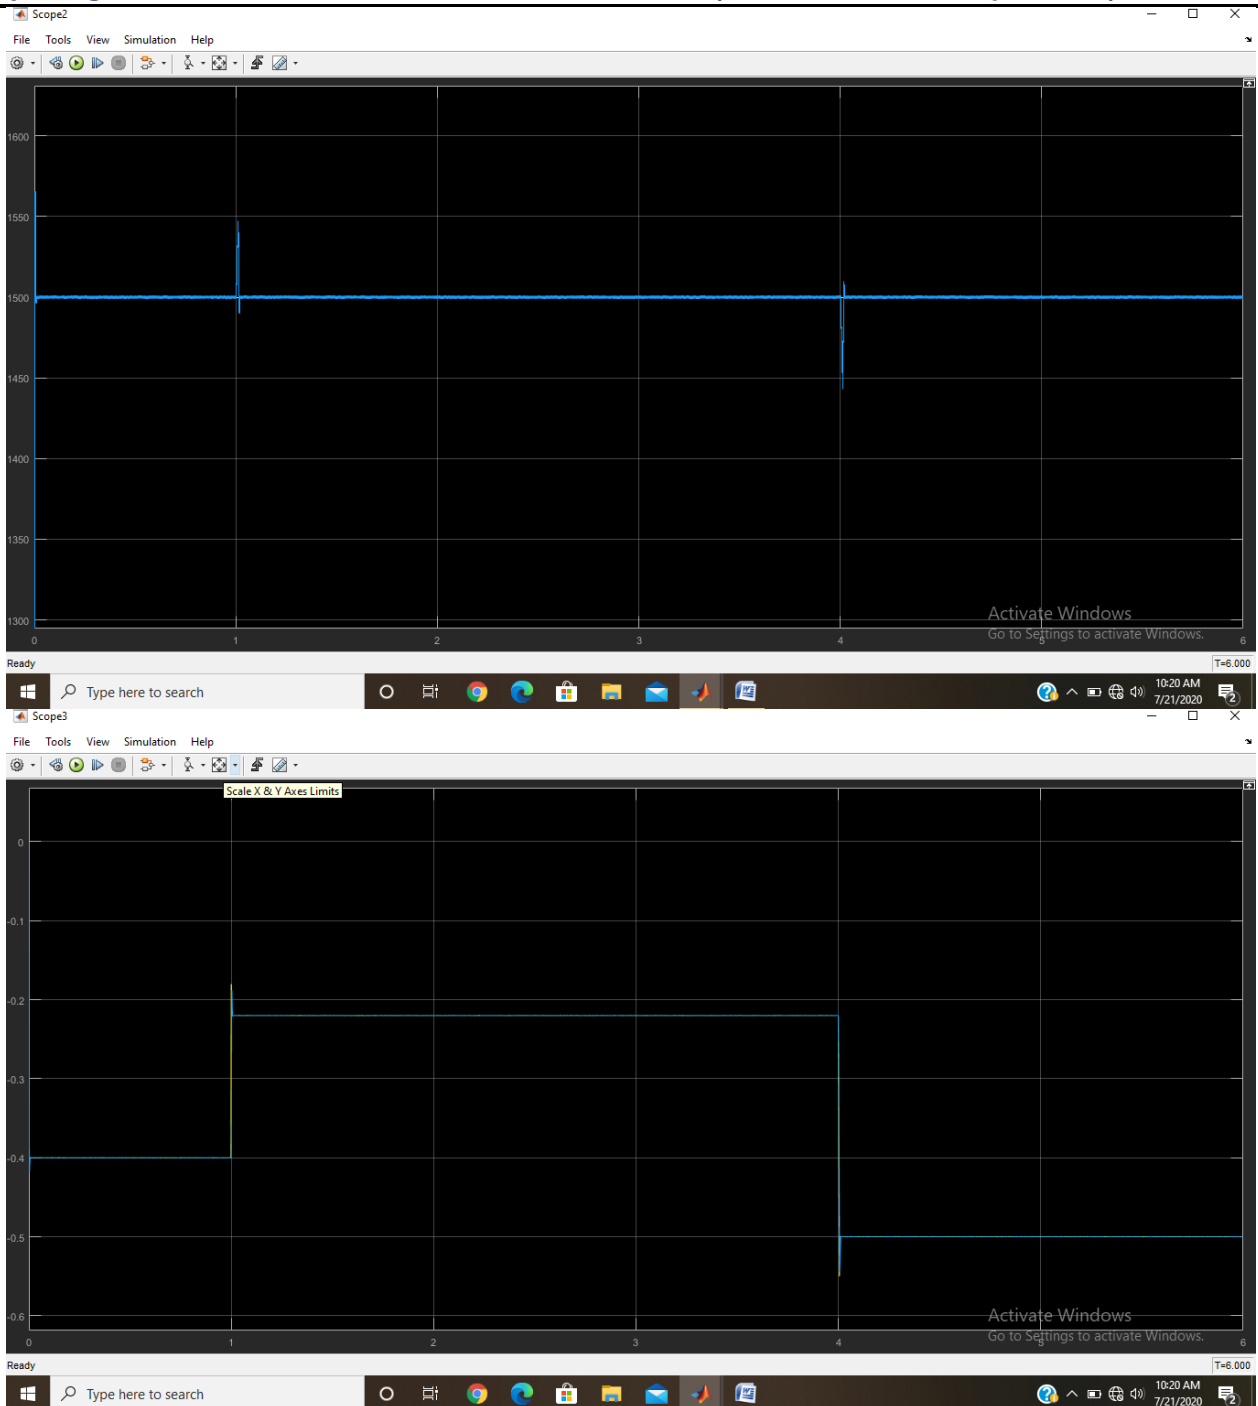 Scope2
File Tools View Simulation Help
1600
1550
1500
1450
1400
1350
1300
0 1 2 3 4 5 6
Activate Windows
Go to Settings to activate Windows.
Ready T=6.000
Type here to search
10:20 AM
7/21/2020
2
Scope3
File Tools View Simulation Help
Scale X & Y Axes Limits
0
-0.1
-0.2
-0.3
-0.4
-0.5
-0.6
0 1 2 3 4 5 6
Activate Windows
Go to Settings to activate Windows.
Ready T=6.000
Type here to search
10:20 AM
7/21/2020
2